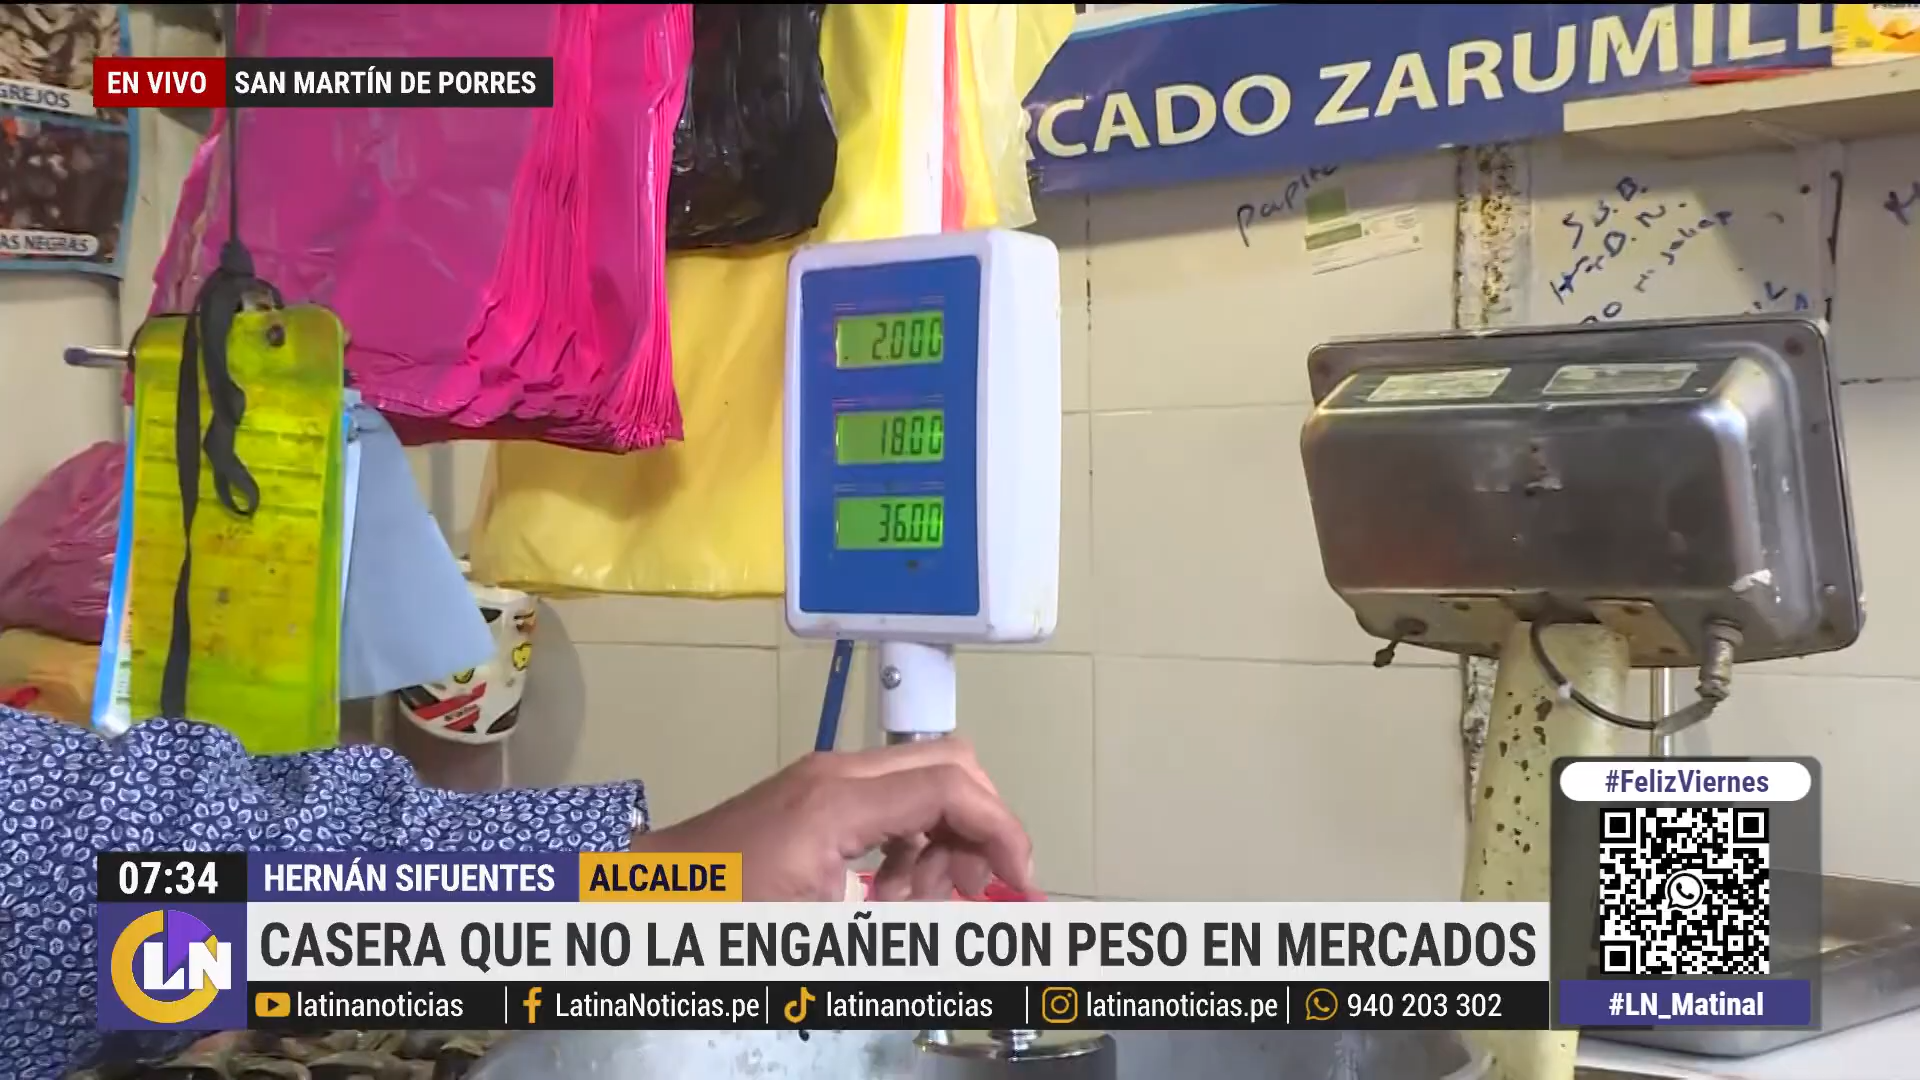 EN VIVO SAN MARTÍN DE PORRES
AS NEGRAS
CADO ZARUMILL
2.000
18.00
36.00
#FelizViernes
07:34 HERNÁN SIFUENTES ALCALDE
LN CASERA QUE NO LA ENGAÑEN CON PESO EN MERCADOS
latinanoticias LatinaNoticias.pe latinanoticias latinanoticias.pe 940 203 302
#LN_Matinal